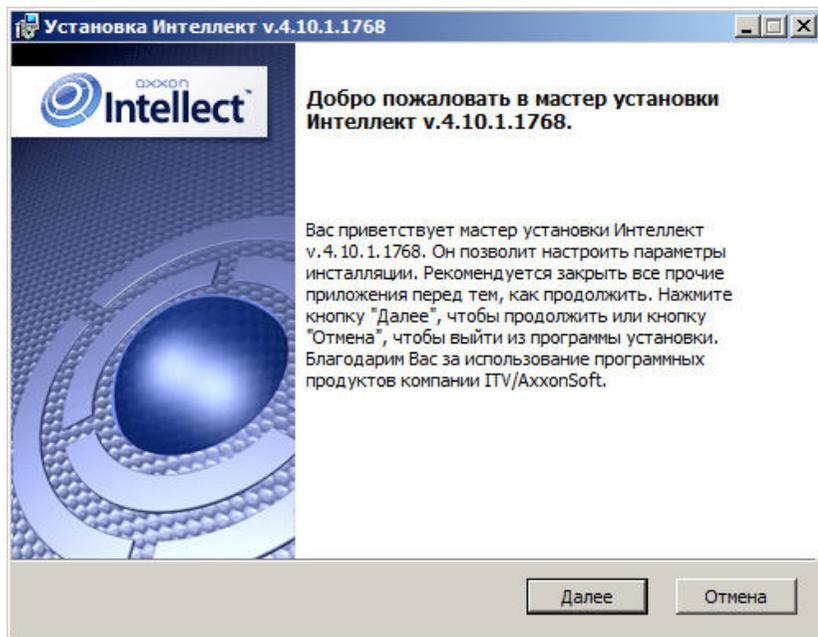 Установка Интеллект v.4.10.1.1768
axxon
Intellect
Добро пожаловать в мастер установки
Интеллект v.4.10.1.1768.
Вас приветствует мастер установки Интеллект
v.4.10.1.1768. Он позволит настроить параметры
инсталляции. Рекомендуется закрыть все прочие
приложения перед тем, как продолжить. Нажмите
кнопку "Далее", чтобы продолжить или кнопку
"Отмена", чтобы выйти из программы установки.
Благодарим Вас за использование программных
продуктов компании ITV/AxxonSoft.
Далее
Отмена